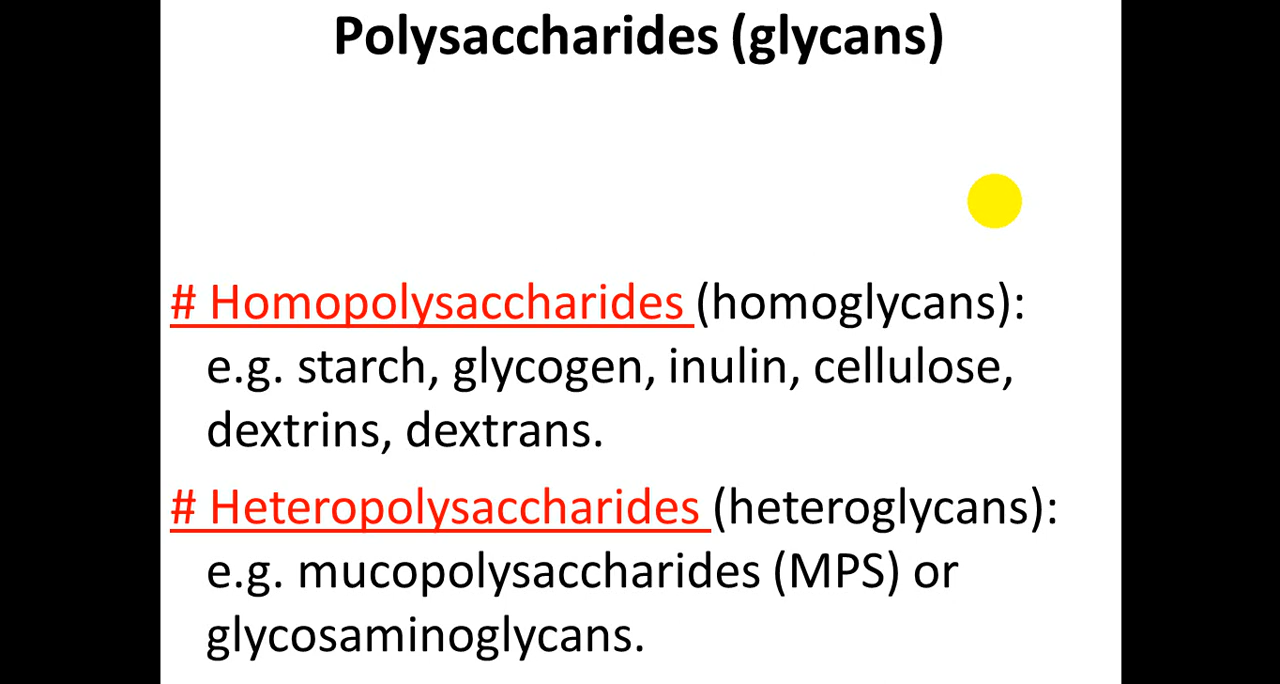 Polysaccharides (glycans)
# Homopolysaccharides (homoglycans):
e.g. starch, glycogen, inulin, cellulose,
dextrins, dextrans.
# Heteropolysaccharides (heteroglycans):
e.g. mucopolysaccharides (MPS) or
glycosaminoglycans.